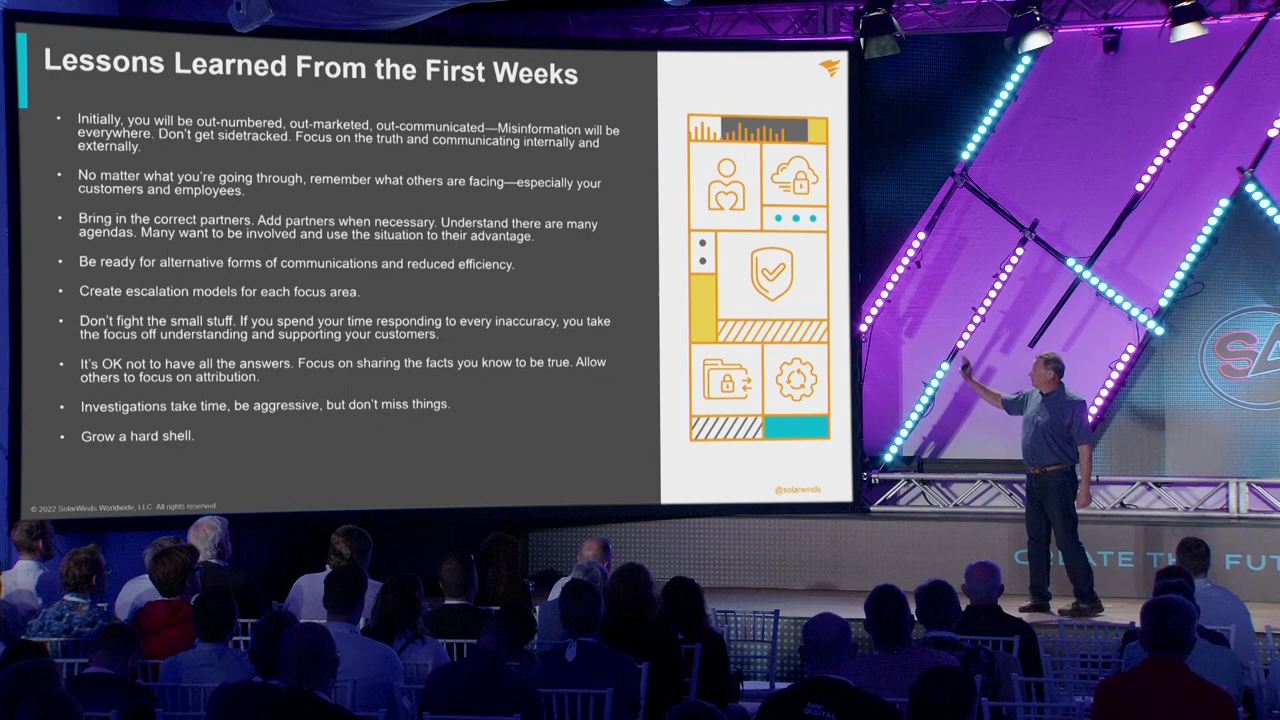 Lessons Learned From the First Weeks
• Initially, you will be out-numbered, out-marketed, out-communicated—Misinformation will be
everywhere. Don't get sidetracked. Focus on the truth and communicating internally and
externally.
• No matter what you're going through, remember what others are facing—especially your
customers and employees.
• Bring in the correct partners. Add partners when necessary. Understand there are many
agendas. Many want to be involved and use the situation to their advantage.
• Be ready for alternative forms of communications and reduced efficiency.
• Create escalation models for each focus area.
• Don't fight the small stuff. If you spend your time responding to every inaccuracy, you take
the focus off understanding and supporting your customers.
• It's OK not to have all the answers. Focus on sharing the facts you know to be true. Allow
others to focus on attribution.
• Investigations take time, be aggressive, but don't miss things.
• Grow a hard shell.
@solarwinds
© 2022 SolarWinds Worldwide, LLC. All rights reserved
SA
CREATE THE FUT
DIGITAL